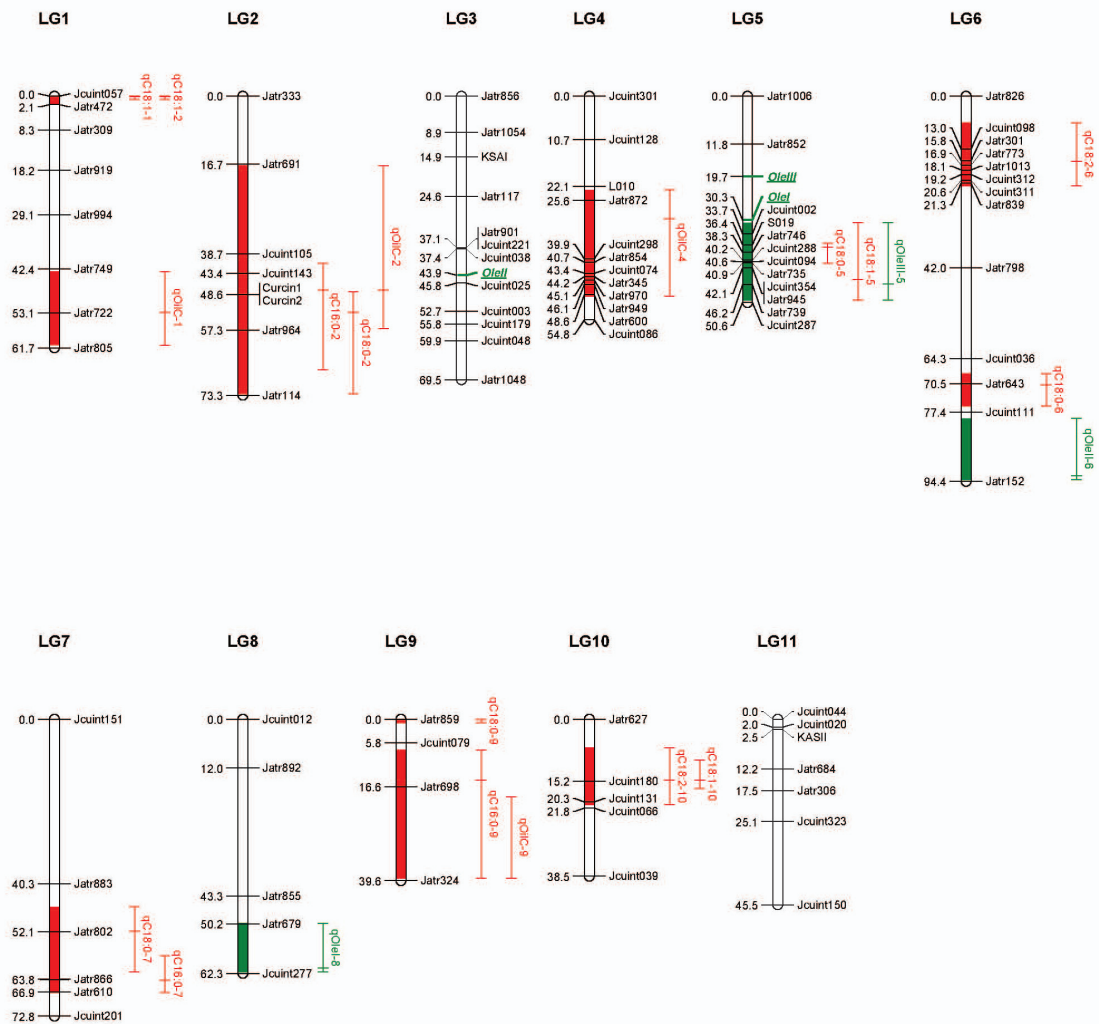 LG1
0.0 Jcuint057
2.1 Jatr472
8.3 Jatr309
18.2 Jatr919
29.1 Jatr994
42.4 Jatr749
53.1 Jatr722
61.7 Jatr805
qC18:1-1
qC18:1-2
qOilC-1
LG2
0.0 Jatr333
16.7 Jatr691
38.7 Jcuint105
43.4 Jcuint143
48.6 Curcin1
Curcin2
57.3 Jatr964
73.3 Jatr114
qC16:0-2
qC18:0-2
qOilC-2
LG3
0.0 Jatr856
8.9 Jatr1054
14.9 KSAI
24.6 Jatr117
37.1 Jatr901
Jcuint221
37.4 Jcuint038
43.9 OleII
45.8 Jcuint025
52.7 Jcuint003
55.8 Jcuint179
59.9 Jcuint048
69.5 Jatr1048
LG4
0.0 Jcuint301
10.7 Jcuint128
22.1 L010
25.6 Jatr872
39.9 Jcuint298
40.7 Jatr854
43.4 Jcuint074
44.2 Jatr345
45.1 Jatr970
46.1 Jatr949
48.6 Jatr600
54.8 Jcuint086
qOilC-4
LG5
0.0 Jatr1006
11.8 Jatr852
19.7 OleIII
30.3 OleI
33.7 Jcuint002
36.4 S019
38.3 Jatr746
40.2 Jcuint288
40.6 Jcuint094
40.9 Jatr735
42.1 Jcuint354
Jatr945
46.2 Jatr739
50.6 Jcuint287
qC18:0-5
qC18:1-5
qOleIII-5
LG6
0.0 Jatr826
13.0 Jcuint098
15.8 Jatr301
16.9 Jatr773
18.1 Jatr1013
19.2 Jcuint312
20.6 Jcuint311
21.3 Jatr839
42.0 Jatr798
64.3 Jcuint036
70.5 Jatr643
77.4 Jcuint111
94.4 Jatr152
qC18:2-6
qC18:0-6
qOleII-6
LG7
0.0 Jcuint151
40.3 Jatr883
52.1 Jatr802
63.8 Jatr866
66.9 Jatr610
72.8 Jcuint201
qC18:0-7
qC16:0-7
LG8
0.0 Jcuint012
12.0 Jatr892
43.3 Jatr855
50.2 Jatr679
62.3 Jcuint277
qOleI-8
LG9
0.0 Jatr859
5.8 Jcuint079
16.6 Jatr698
39.6 Jatr324
qC18:0-9
qC16:0-9
qOilC-9
LG10
0.0 Jatr627
15.2 Jcuint180
20.3 Jcuint131
21.8 Jcuint066
38.5 Jcuint039
qC18:2-10
qC18:1-10
LG11
0.0 Jcuint044
2.0 Jcuint020
2.5 KASII
12.2 Jatr684
17.5 Jatr306
25.1 Jcuint323
45.5 Jcuint150